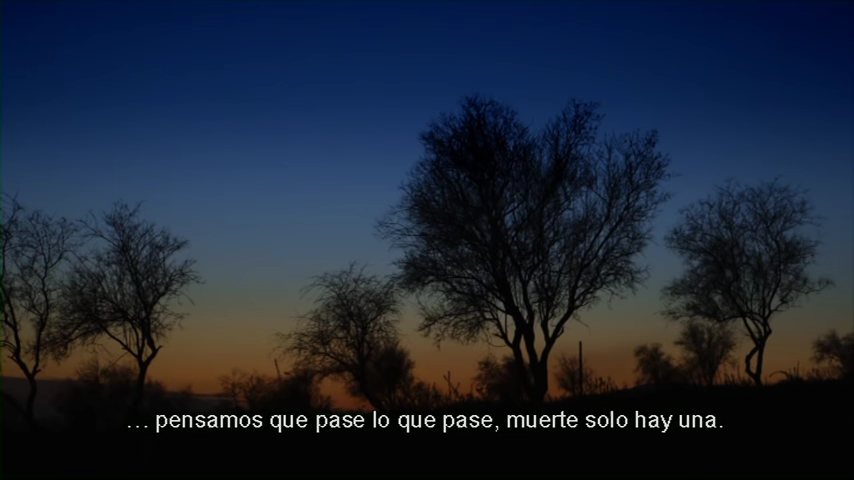 … pensamos que pase lo que pase, muerte solo hay una.